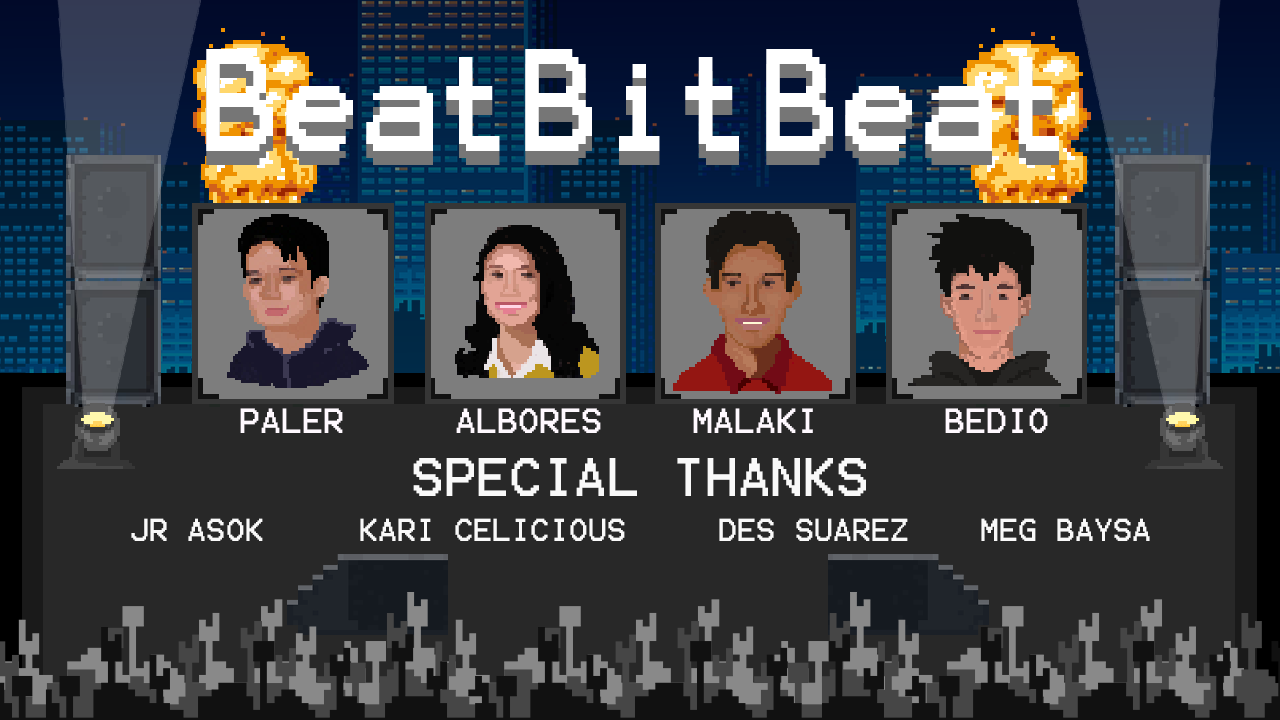 BeatBitBeat
PALER ALBORES MALAKI BEDIO
SPECIAL THANKS
JR ASOK KARI CELICIOUS DES SUAREZ MEG BAYSA